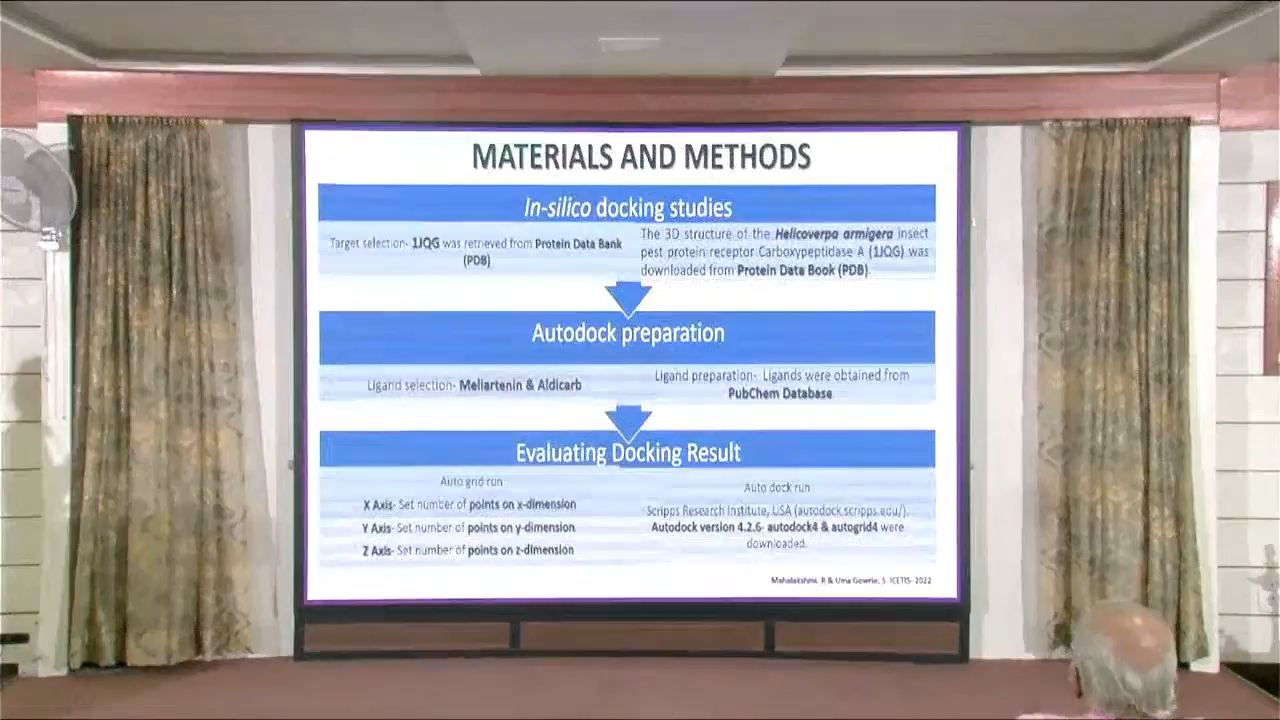 MATERIALS AND METHODS
In-silico docking studies
Target selection- 1JQG was retrieved from Protein Data Bank
(PDB)
The 3D structure of the Helicoverpa armigera insect
pest protein receptor Carboxypeptidase A (1JQG) was
downloaded from Protein Data Book (PDB).
Autodock preparation
Ligand selection- Meliartenin & Aldicarb
Ligand preparation- Ligands were obtained from
PubChem Database
Evaluating Docking Result
Auto grid run
X Axis- Set number of points on x-dimension
Y Axis- Set number of points on y-dimension
Z Axis- Set number of points on z-dimension
Auto dock run
Scripps Research Institute, USA (autodock.scripps.edu/).
Autodock version 4.2.6- autodock4 & autogrid4 were
downloaded.
Mahalakshmi. R & Uma Gowrie. S ICETIS- 2022